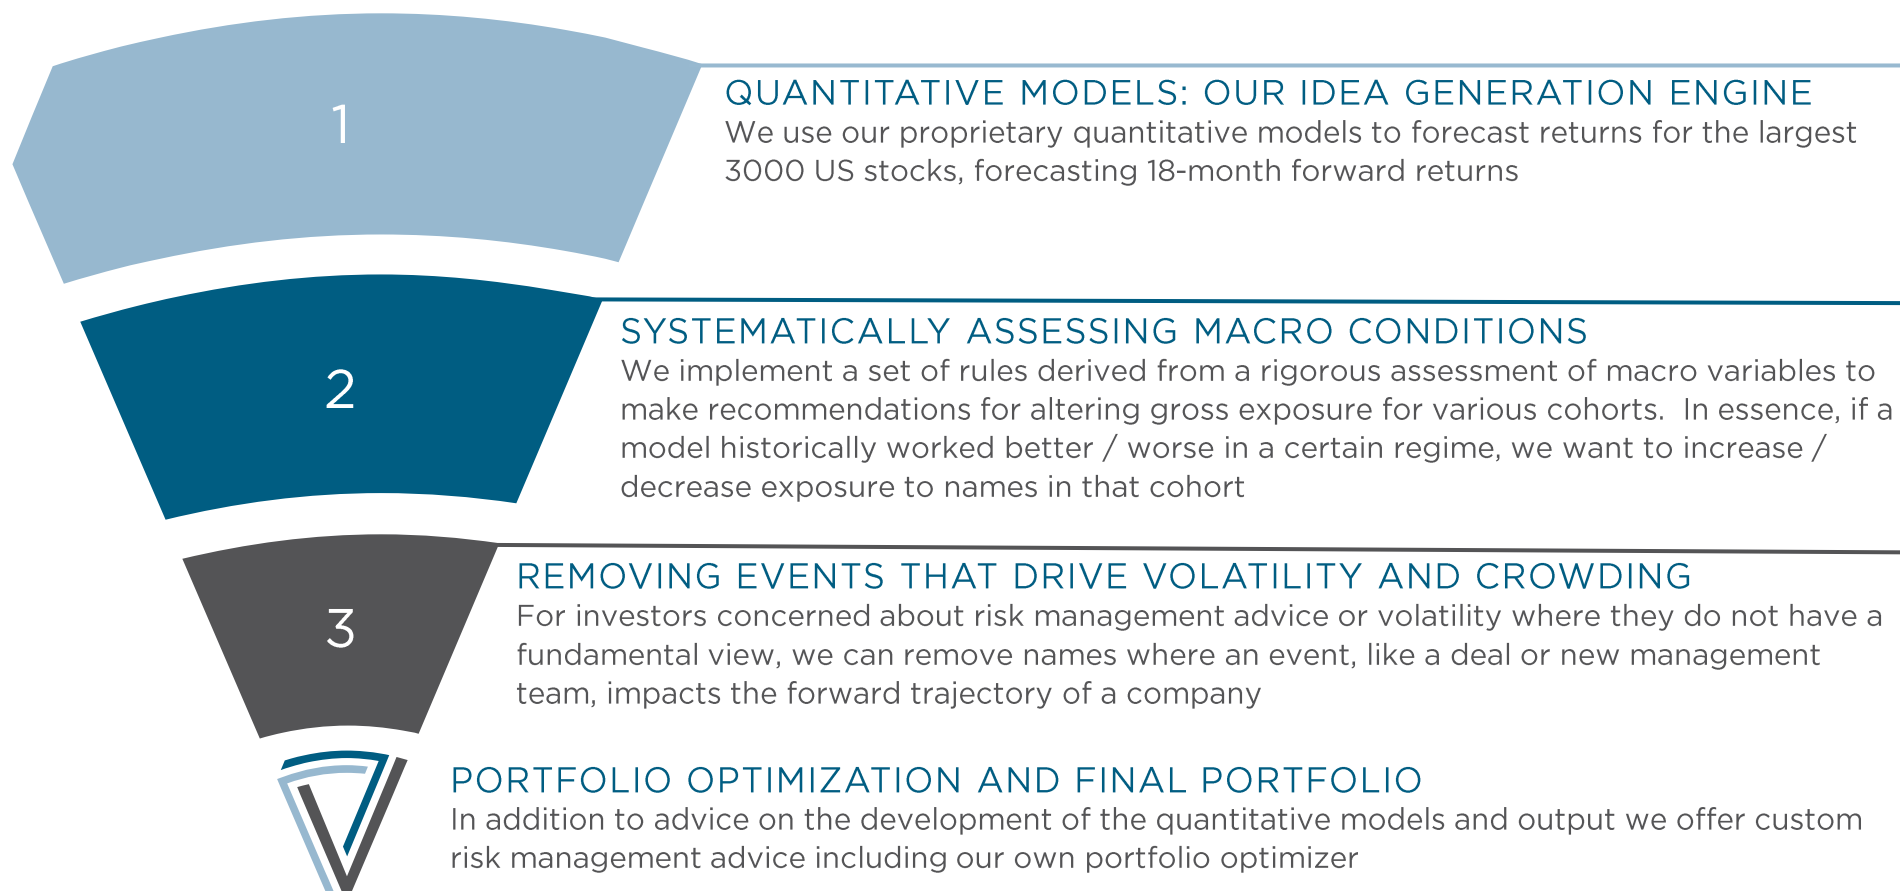 1
QUANTITATIVE MODELS: OUR IDEA GENERATION ENGINE
We use our proprietary quantitative models to forecast returns for the largest
3000 US stocks, forecasting 18-month forward returns
2
SYSTEMATICALLY ASSESSING MACRO CONDITIONS
We implement a set of rules derived from a rigorous assessment of macro variables to
make recommendations for altering gross exposure for various cohorts.  In essence, if a
model historically worked better / worse in a certain regime, we want to increase /
decrease exposure to names in that cohort
3
REMOVING EVENTS THAT DRIVE VOLATILITY AND CROWDING
For investors concerned about risk management advice or volatility where they do not have a
fundamental view, we can remove names where an event, like a deal or new management
team, impacts the forward trajectory of a company
PORTFOLIO OPTIMIZATION AND FINAL PORTFOLIO
In addition to advice on the development of the quantitative models and output we offer custom
risk management advice including our own portfolio optimizer